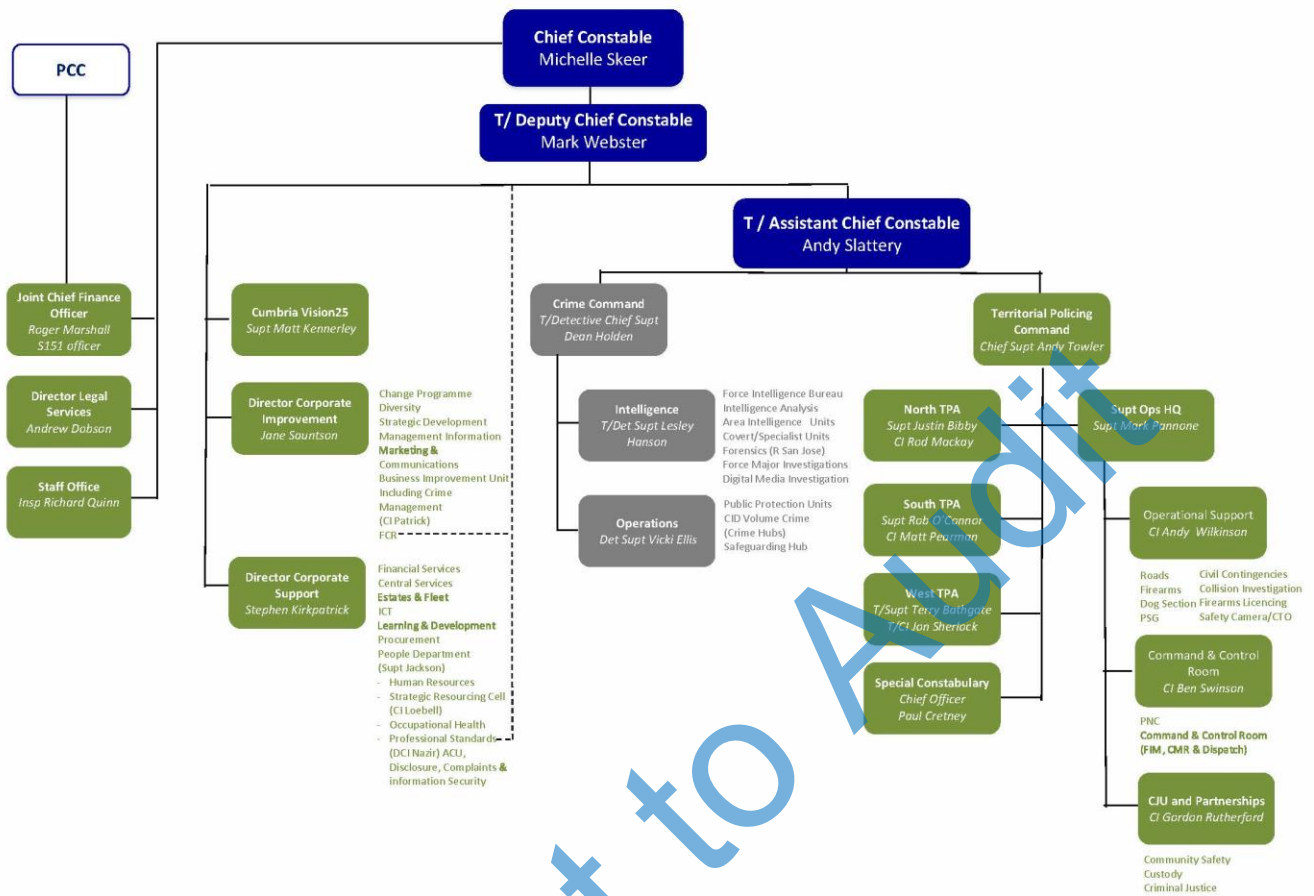 Chief Constable
Michelle Skeer
PCC
T/ Deputy Chief Constable
Mark Webster
T / Assistant Chief Constable
Andy Slattery
Joint Chief Finance
Officer
Roger Marshall
S151 officer
Director Legal
Services
Andrew Dobson
Staff Office
Insp Richard Quinn
Cumbria Vision25
Supt Matt Kennerley
Director Corporate
Improvement
Jane Sauntson
Change Programme
Diversity
Strategic Development
Management Information
Marketing &
Communications
Business Improvement Unit
Including Crime
Management
(CI Patrick)
FCR
Director Corporate
Support
Stephen Kirkpatrick
Financial Services
Central Services
Estates & Fleet
ICT
Learning & Development
Procurement
People Department
(Supt Jackson)
- Human Resources
- Strategic Resourcing Cell
(CI Loebell)
- Occupational Health
- Professional Standards
(DCI Nazir) ACU,
Disclosure, Complaints &
information Security
Crime Command
T/Detective Chief Supt
Dean Holden
Intelligence
T/Det Supt Lesley
Hanson
Force Intelligence Bureau
Intelligence Analysis
Area Intelligence Units
Covert/Specialist Units
Forensics (R San Jose)
Force Major Investigations
Digital Media Investigation
Operations
Det Supt Vicki Ellis
Public Protection Units
CID Volume Crime
(Crime Hubs)
Safeguarding Hub
Territorial Policing
Command
Chief Supt Andy Towler
North TPA
Supt Justin Bibby
CI Rod Mackay
South TPA
Supt Rob O'Connor
CI Matt Pearman
West TPA
T/Supt Terry Bathgate
T/CI Jan Sherlock
Special Constabulary
Chief Officer
Paul Cretney
Supt Ops HQ
Supt Mark Pannone
Operational Support
CI Andy Wilkinson
Roads Civil Contingencies
Firearms Collision Investigation
Dog Section Firearms Licencing
PSG Safety Camera/CTO
Command & Control
Room
CI Ben Swinson
PNC
Command & Control Room
(FIM, CMR & Dispatch)
CJU and Partnerships
CI Gordon Rutherford
Community Safety
Custody
Criminal Justice
t to Audit